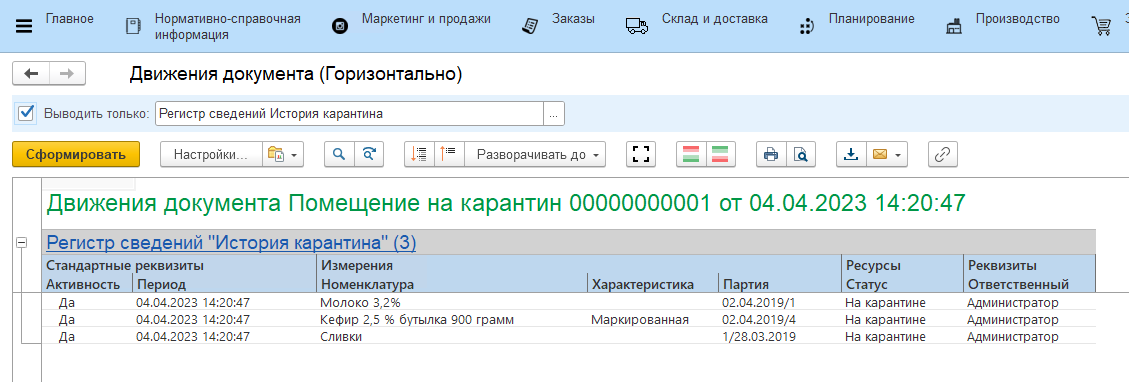 Главное
Нормативно-справочная
информация
Маркетинг и продажи
Заказы
Склад и доставка
Планирование
Производство
Движения документа (Горизонтально)
Выводить только: Регистр сведений История карантина ...
Сформировать Настройки... Разворачивать до
Движения документа Помещение на карантин 00000000001 от 04.04.2023 14:20:47
Регистр сведений "История карантина" (3)
Стандартные реквизиты Измерения Ресурсы Реквизиты
Активность Период Номенклатура Характеристика Партия Статус Ответственный
Да 04.04.2023 14:20:47 Молоко 3,2% 02.04.2019/1 На карантине Администратор
Да 04.04.2023 14:20:47 Кефир 2,5 % бутылка 900 грамм Маркированная 02.04.2019/4 На карантине Администратор
Да 04.04.2023 14:20:47 Сливки 1/28.03.2019 На карантине Администратор